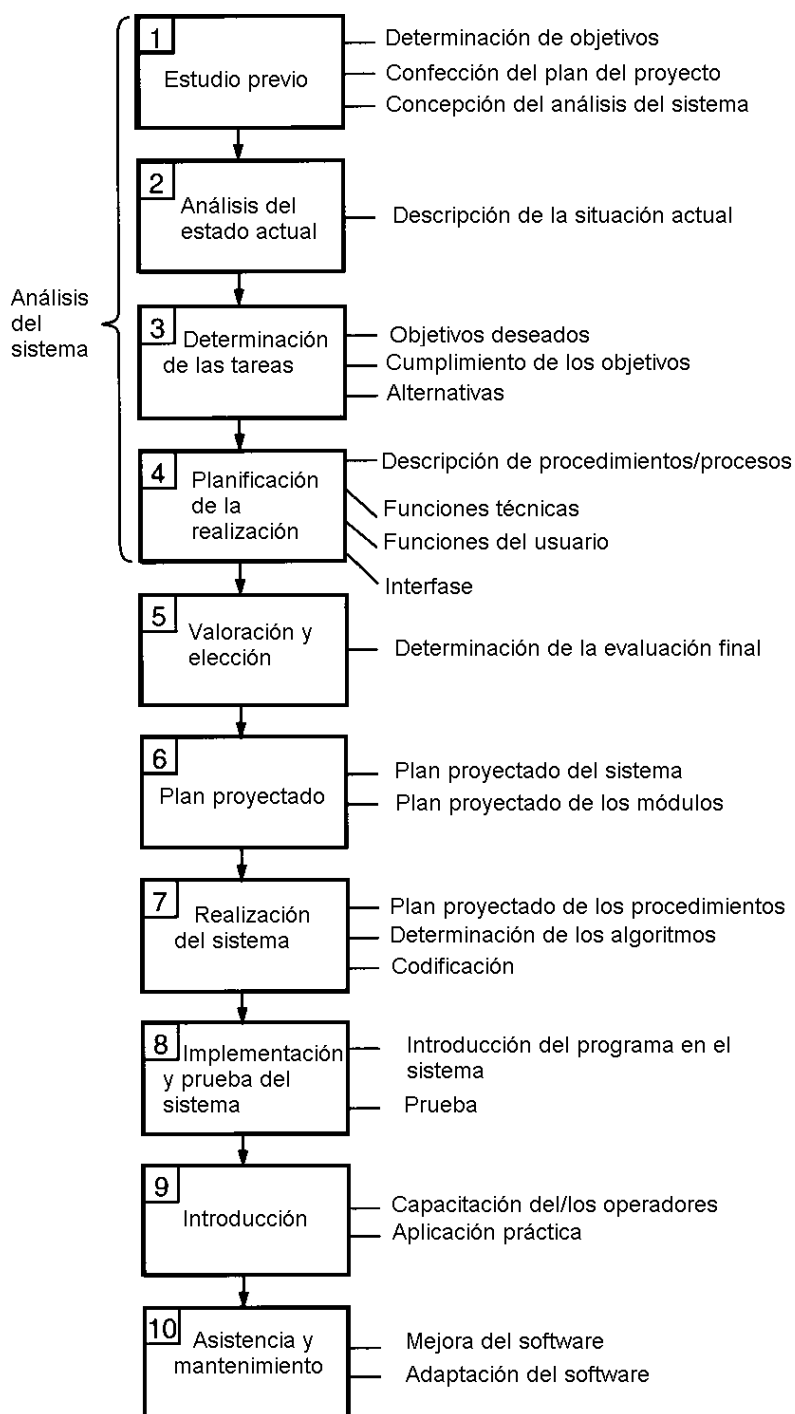 1
Estudio previo
Determinación de objetivos
Confección del plan del proyecto
Concepción del análisis del sistema
2
Análisis del
estado actual
Descripción de la situación actual
Análisis
del
sistema
3
Determinación
de las tareas
Objetivos deseados
Cumplimiento de los objetivos
Alternativas
4
Planificación
de la
realización
Descripción de procedimientos/procesos
Funciones técnicas
Funciones del usuario
Interfase
5
Valoración y
elección
Determinación de la evaluación final
6
Plan proyectado
Plan proyectado del sistema
Plan proyectado de los módulos
7
Realización
del sistema
Plan proyectado de los procedimientos
Determinación de los algoritmos
Codificación
8
Implementación
y prueba del
sistema
Introducción del programa en el
sistema
Prueba
9
Introducción
Capacitación del/los operadores
Aplicación práctica
10
Asistencia y
mantenimiento
Mejora del software
Adaptación del software